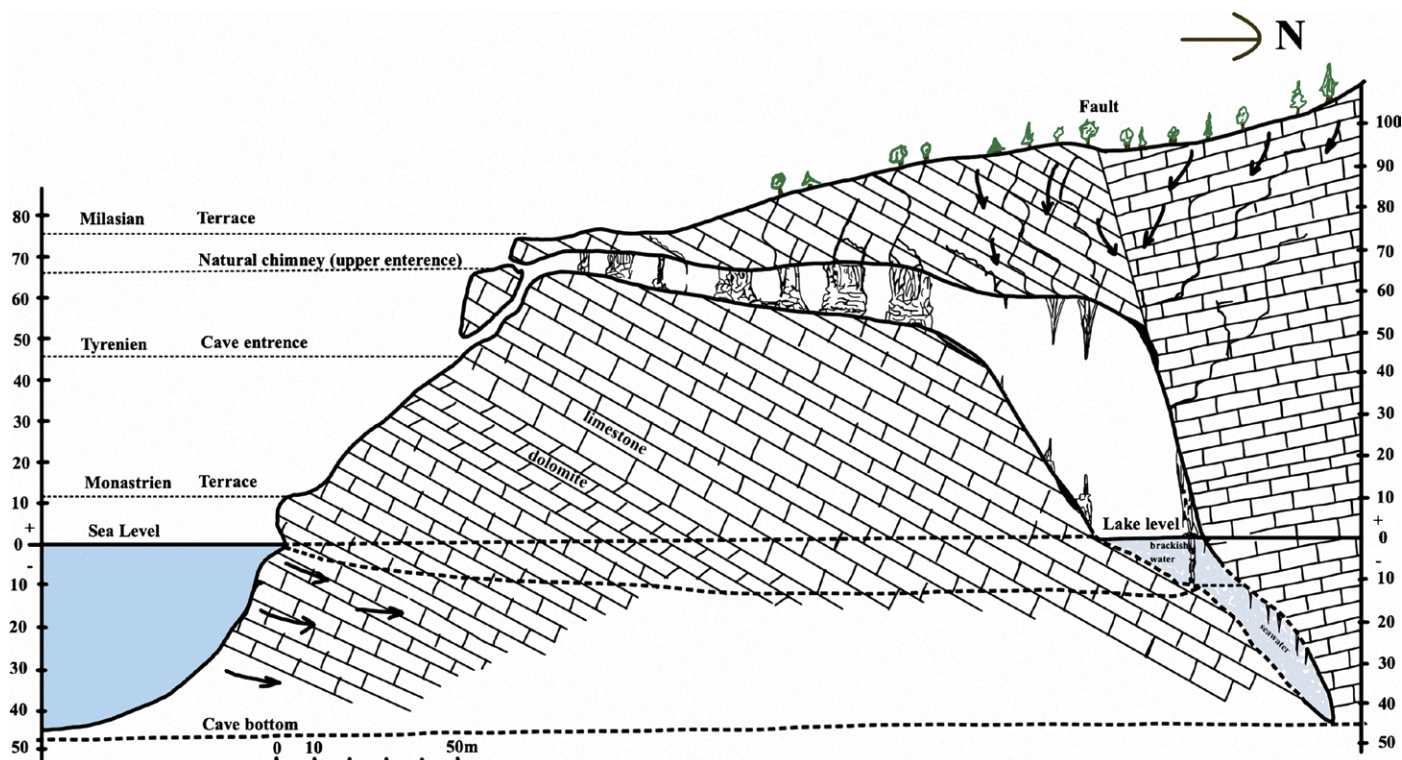 N
Fault
100
90
80
70
60
50
40
30
20
10
+
0
-
10
20
30
40
50
80
70
60
50
40
30
20
10
+
0
-
10
20
30
40
50
Milasian Terrace
Natural chimney (upper enterence)
Tyrenien Cave entrence
Monastrien Terrace
Sea Level
limestone
dolomite
Lake level
brackish
water
seawater
Cave bottom
0 10 50m